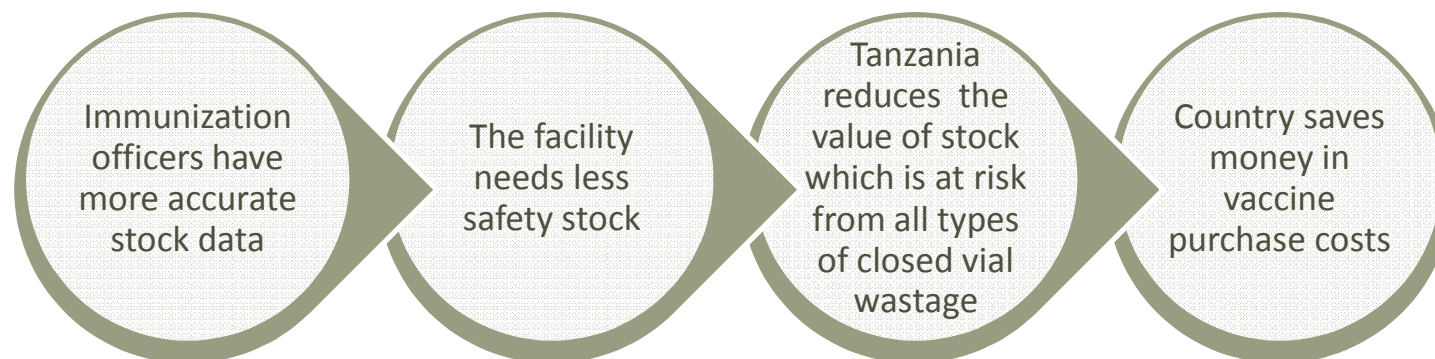 Immunization
officers have
more accurate
stock data
The facility
needs less
safety stock
Tanzania
reduces the
value of stock
which is at risk
from all types
of closed vial
wastage
Country saves
money in
vaccine
purchase costs